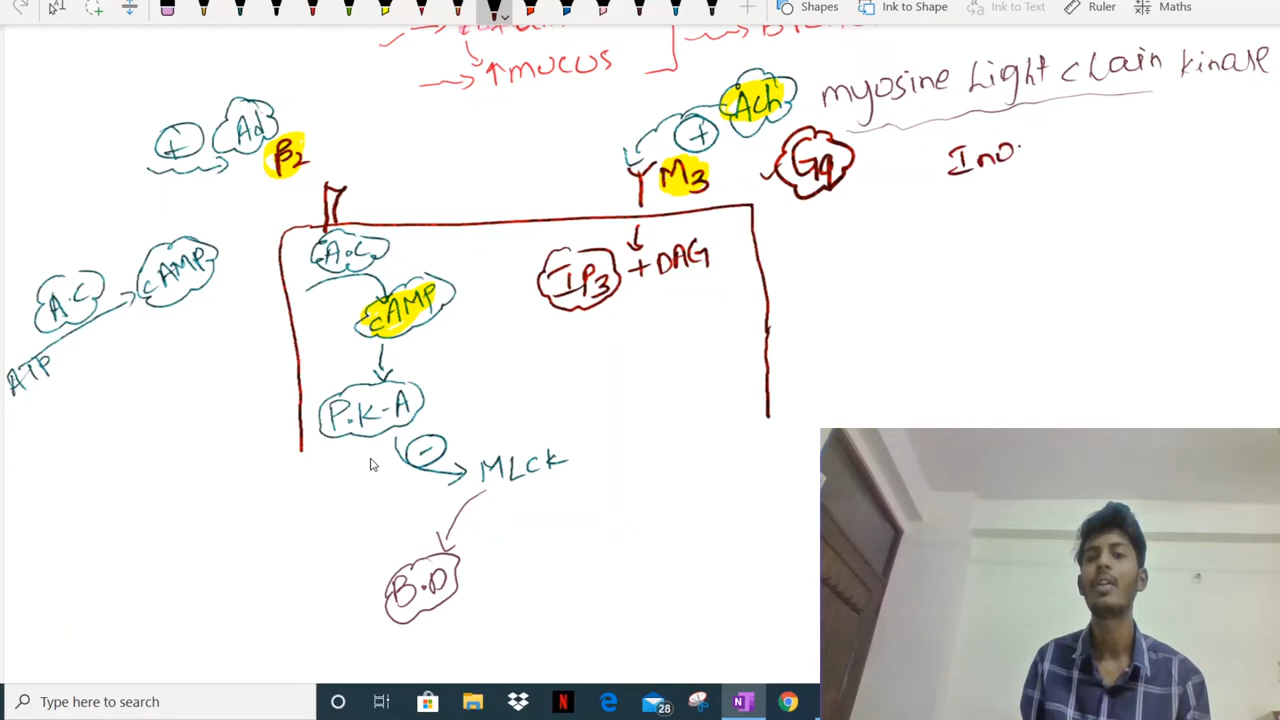 Shapes
Ink to Shape
Ink to Text
Ruler
Maths
↑mucus
myosine Light chain kinase
+
Ad
β2
+
Ach
M3
Gq
Ino
A.C
IP3 + DAG
cAMP
A.C
cAMP
ATP
P.K-A
-
MLCK
B.D
Type here to search
28